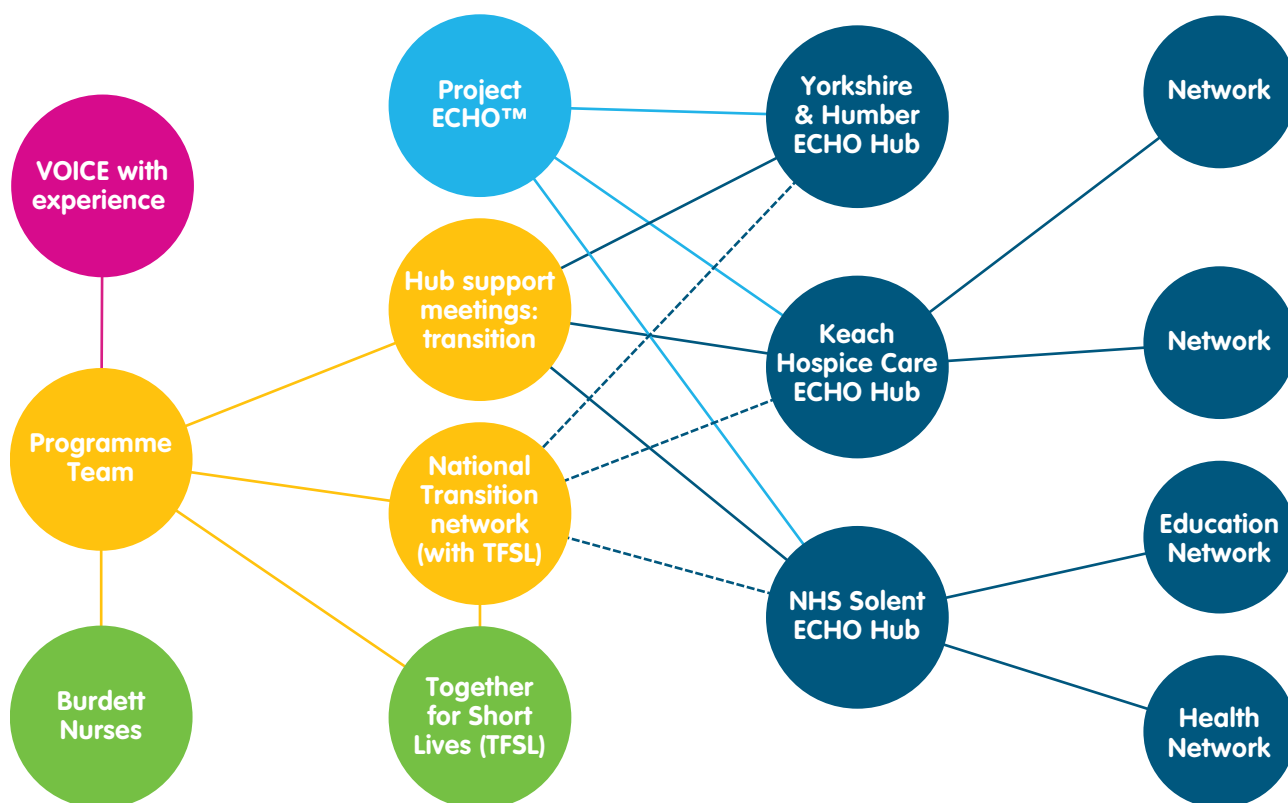 VOICE with
experience
Programme
Team
Burdett
Nurses
Project
ECHO™
Hub support
meetings:
transition
National
Transition
network
(with TFSL)
Together
for Short
Lives (TFSL)
Yorkshire
& Humber
ECHO Hub
Keach
Hospice Care
ECHO Hub
NHS Solent
ECHO Hub
Network
Network
Education
Network
Health
Network